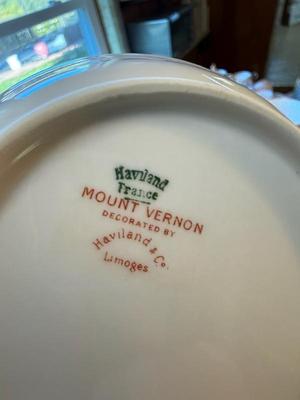 Haviland
France
MOUNT VERNON
DECORATED BY
Haviland & Co.
Limoges